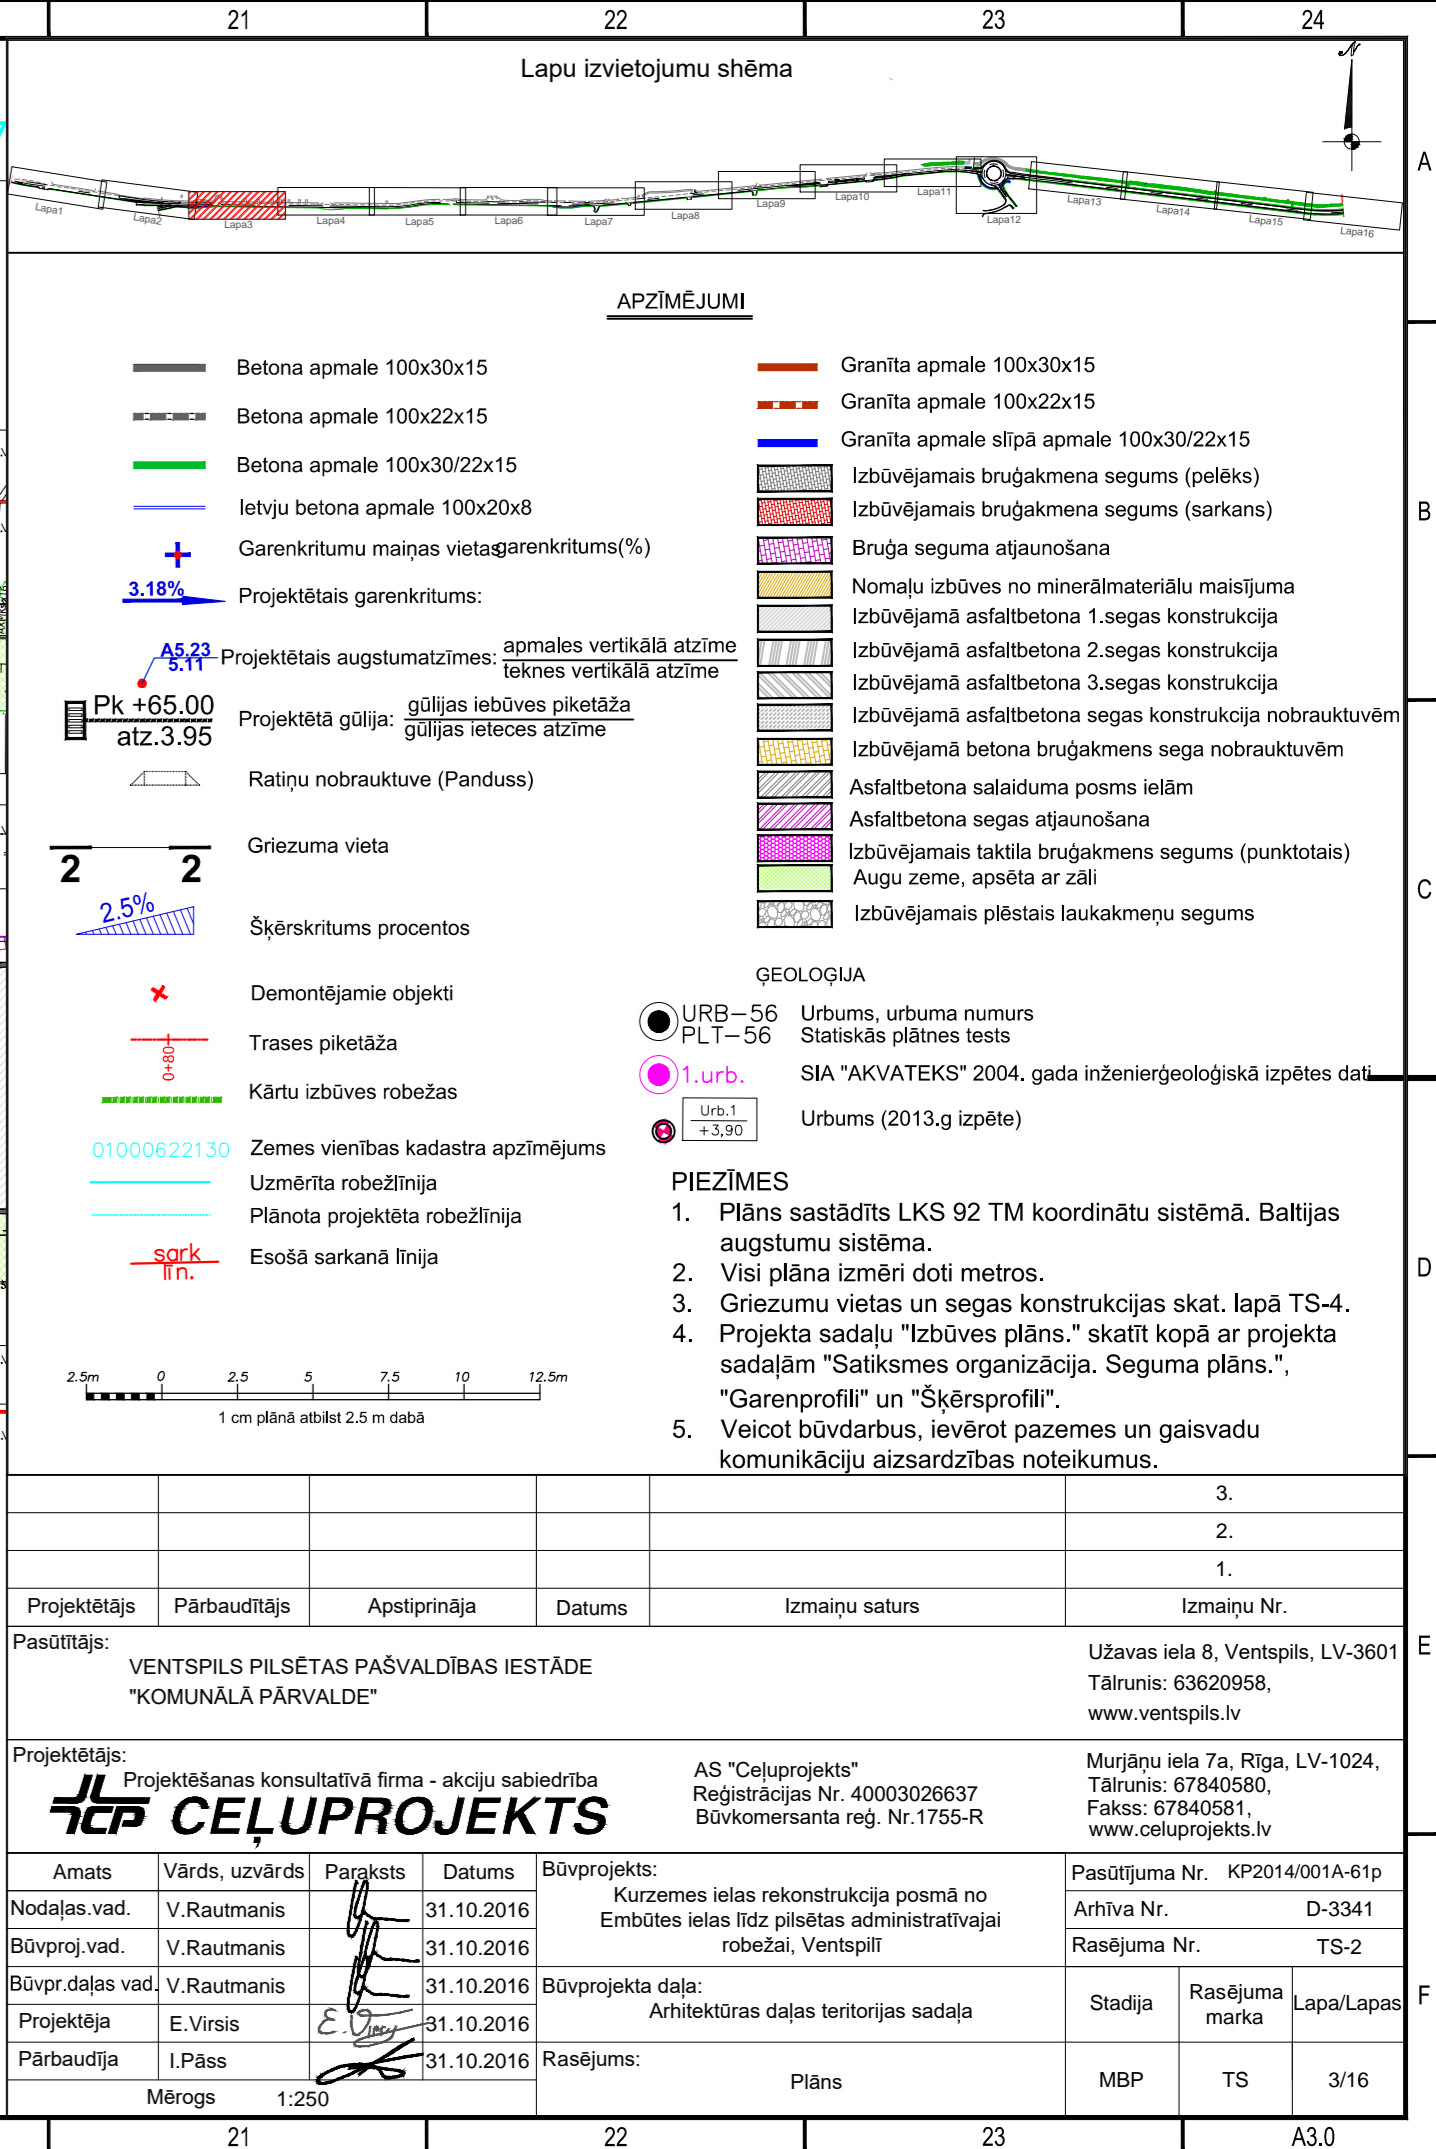 21 22 23 24
Lapu izvietojumu shēma
N
A
Lapa1 Lapa2 Lapa3 Lapa4 Lapa5 Lapa6 Lapa7 Lapa8 Lapa9 Lapa10 Lapa11 Lapa12 Lapa13 Lapa14 Lapa15 Lapa16
APZĪMĒJUMI
Betona apmale 100x30x15
Betona apmale 100x22x15
Betona apmale 100x30/22x15
Ietvju betona apmale 100x20x8
Garenkritumu maiņas vietas garenkritums(%)
3.18%
Projektētais garenkritums:
A5.23
5.11
Projektētais augstumatzīmes: apmales vertikālā atzīme
teknes vertikālā atzīme
Pk +65.00
atz.3.95
Projektētā gūlija: gūlijas iebūves piketāža
gūlijas ieteces atzīme
Ratiņu nobrauktuve (Panduss)
2 2
Griezuma vieta
2.5%
Šķērskritums procentos
Demontējamie objekti
0+80
Trases piketāža
Kārtu izbūves robežas
01000622130 Zemes vienības kadastra apzīmējums
Uzmērīta robežlīnija
Plānota projektēta robežlīnija
sark
līn.
Esošā sarkanā līnija
Granīta apmale 100x30x15
Granīta apmale 100x22x15
Granīta apmale slīpā apmale 100x30/22x15
Izbūvējamais bruģakmena segums (pelēks)
Izbūvējamais bruģakmena segums (sarkans)
B
Bruģa seguma atjaunošana
Nomaļu izbūves no minerālmateriālu maisījuma
Izbūvējamā asfaltbetona 1.segas konstrukcija
Izbūvējamā asfaltbetona 2.segas konstrukcija
Izbūvējamā asfaltbetona 3.segas konstrukcija
Izbūvējamā asfaltbetona segas konstrukcija nobrauktuvēm
Izbūvējamā betona bruģakmens sega nobrauktuvēm
Asfaltbetona salaiduma posms ielām
Asfaltbetona segas atjaunošana
Izbūvējamais taktila bruģakmens segums (punktotais)
Augu zeme, apsēta ar zāli
C
Izbūvējamais plēstais laukakmeņu segums
ĢEOLOĢIJA
URB-56
PLT-56
Urbums, urbuma numurs
Statiskās plātnes tests
1.urb.
SIA "AKVATEKS" 2004. gada inženierģeoloģiskā izpētes dati
Urb.1
+3,90
Urbums (2013.g izpēte)
PIEZĪMES
1. Plāns sastādīts LKS 92 TM koordinātu sistēmā. Baltijas
augstumu sistēma.
D
2. Visi plāna izmēri doti metros.
3. Griezumu vietas un segas konstrukcijas skat. lapā TS-4.
4. Projekta sadaļu "Izbūves plāns." skatīt kopā ar projekta
sadaļām "Satiksmes organizācija. Seguma plāns.",
"Garenprofili" un "Šķērsprofili".
5. Veicot būvdarbus, ievērot pazemes un gaisvadu
komunikāciju aizsardzības noteikumus.
2.5m 0 2.5 5 7.5 10 12.5m
1 cm plānā atbilst 2.5 m dabā
3.
2.
1.
Projektētājs Pārbaudītājs Apstiprināja Datums Izmaiņu saturs Izmaiņu Nr.
E
Pasūtītājs:
VENTSPILS PILSĒTAS PAŠVALDĪBAS IESTĀDE
"KOMUNĀLĀ PĀRVALDE"
Užavas iela 8, Ventspils, LV-3601
Tālrunis: 63620958,
www.ventspils.lv
Projektētājs:
Projektēšanas konsultatīvā firma - akciju sabiedrība
CEĻUPROJEKTS
AS "Ceļuprojekts"
Reģistrācijas Nr. 40003026637
Būvkomersanta reģ. Nr.1755-R
Murjāņu iela 7a, Rīga, LV-1024,
Tālrunis: 67840580,
Fakss: 67840581,
www.celuprojekts.lv
Amats Vārds, uzvārds Paraksts Datums
Nodaļas.vad. V.Rautmanis 31.10.2016
Būvproj.vad. V.Rautmanis 31.10.2016
Būvpr.daļas vad. V.Rautmanis 31.10.2016
Projektēja E.Virsis 31.10.2016
Pārbaudīja I.Pāss 31.10.2016
Mērogs 1:250
Būvprojekts:
Kurzemes ielas rekonstrukcija posmā no
Embūtes ielas līdz pilsētas administratīvajai
robežai, Ventspilī
Būvprojekta daļa:
Arhitektūras daļas teritorijas sadaļa
Rasējums:
Plāns
Pasūtījuma Nr. KP2014/001A-61p
Arhīva Nr. D-3341
Rasējuma Nr. TS-2
Stadija Rasējuma marka Lapa/Lapas
F
MBP TS 3/16
21 22 23 A3.0